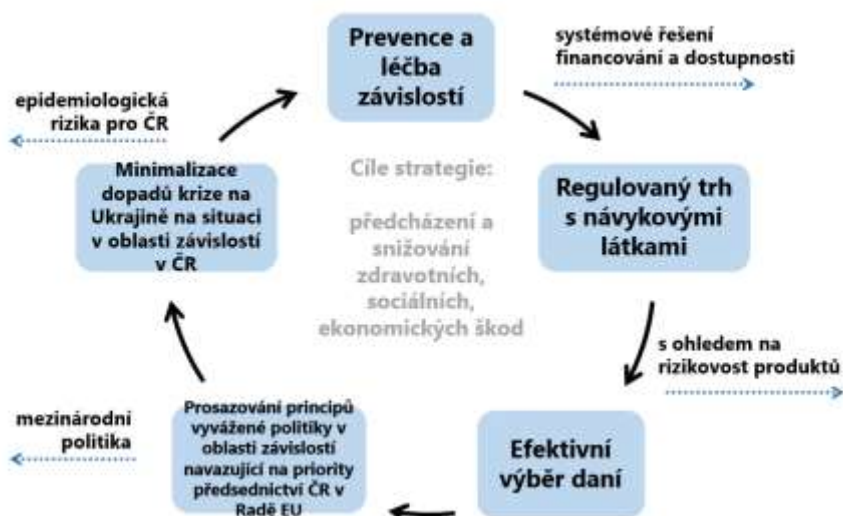 Prevence a
léčba
závislostí
systémové řešení
financování a dostupnosti
epidemiologická
rizika pro ČR
Minimalizace
dopadů krize na
Ukrajině na situaci
v oblasti závislostí
v ČR
Cíle strategie:
předcházení a
snižování
zdravotních,
sociálních,
ekonomických škod
Regulovaný trh
s návykovými
látkami
s ohledem na
rizikovost produktů
mezinárodní
politika
Prosazování principů
vyvážené politiky v
oblasti závislostí
navazující na priority
předsednictví ČR v
Radě EU
Efektivní
výběr daní